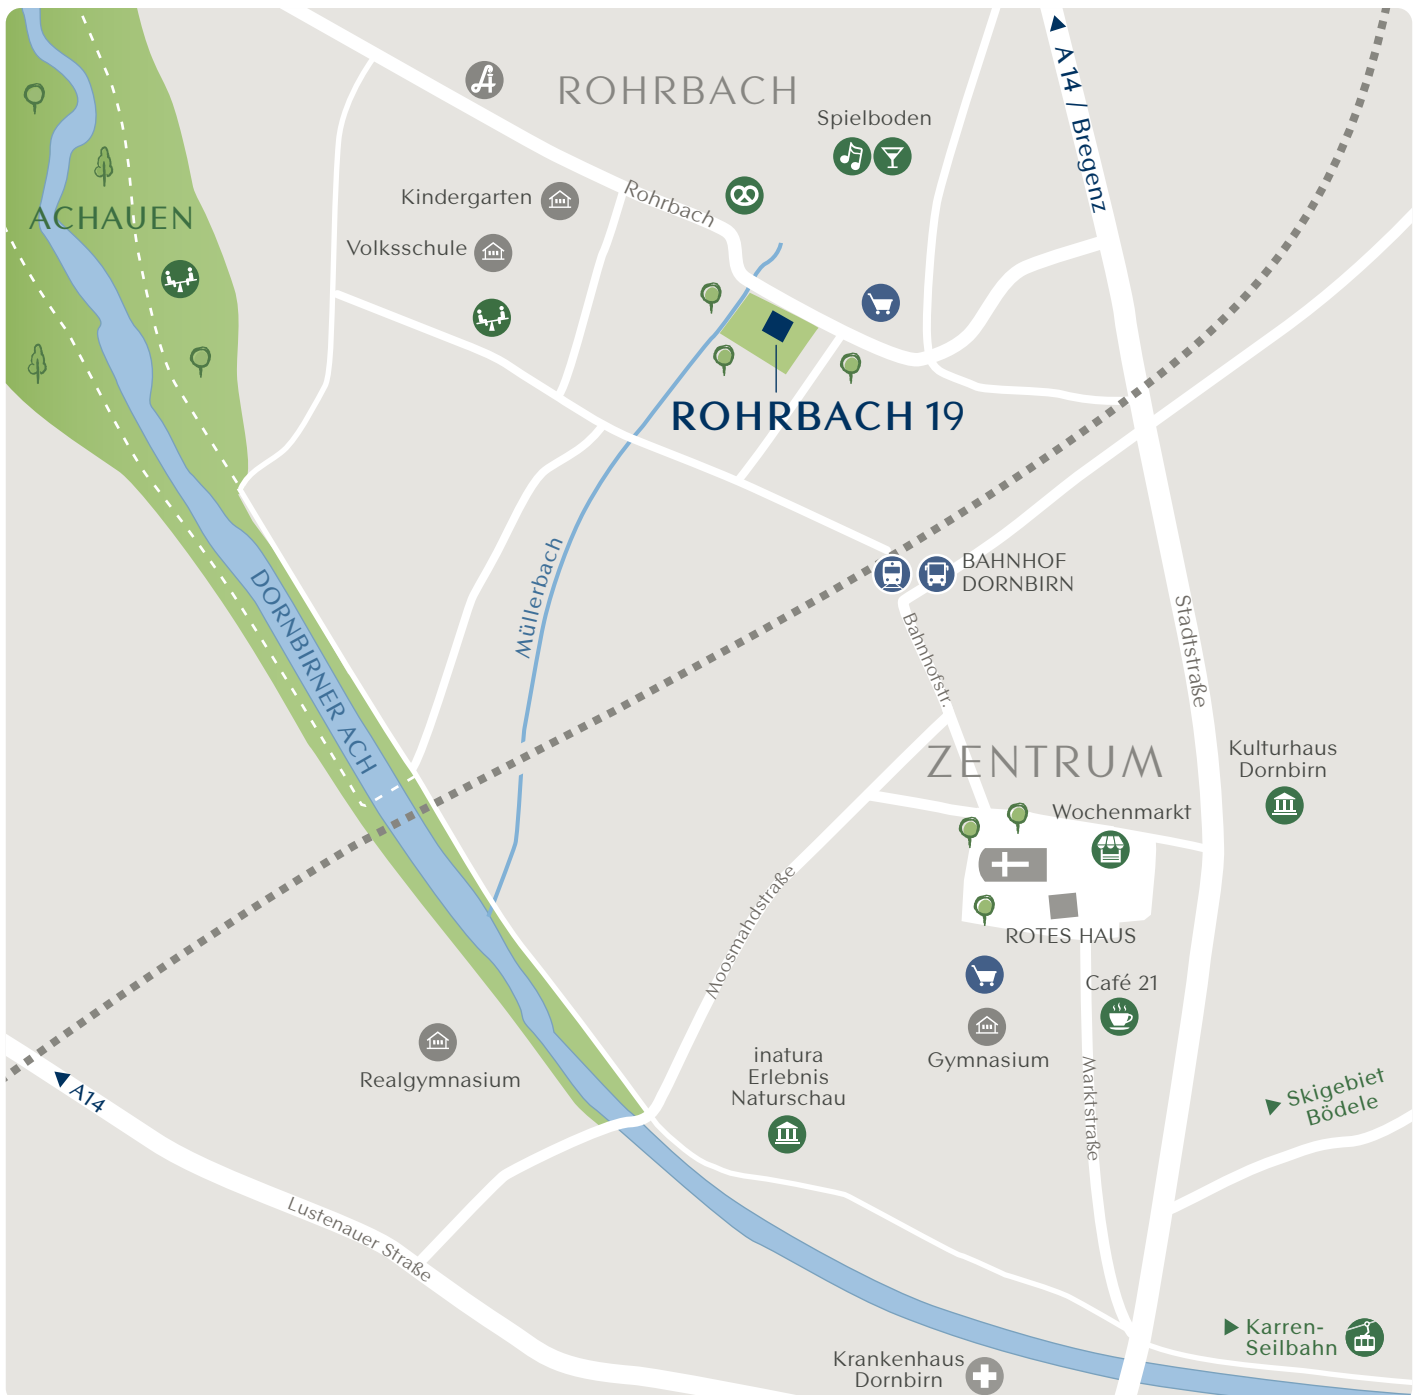 A 14 / Bregenz
ROHRBACH
Spielboden
Kindergarten
Rohrbach
ACHAUEN
Volksschule
ROHRBACH 19
Müllerbach
BAHNHOF
DORNBIRN
DORNBIRNER ACH
Bahnhofstr.
Stadtstraße
ZENTRUM
Kulturhaus
Dornbirn
Wochenmarkt
Moosmahdstraße
ROTES HAUS
Café 21
Gymnasium
Realgymnasium
inatura
Erlebnis
Naturschau
A14
Marktstraße
Skigebiet
Bödele
Lustenauer Straße
Karren-
Seilbahn
Krankenhaus
Dornbirn